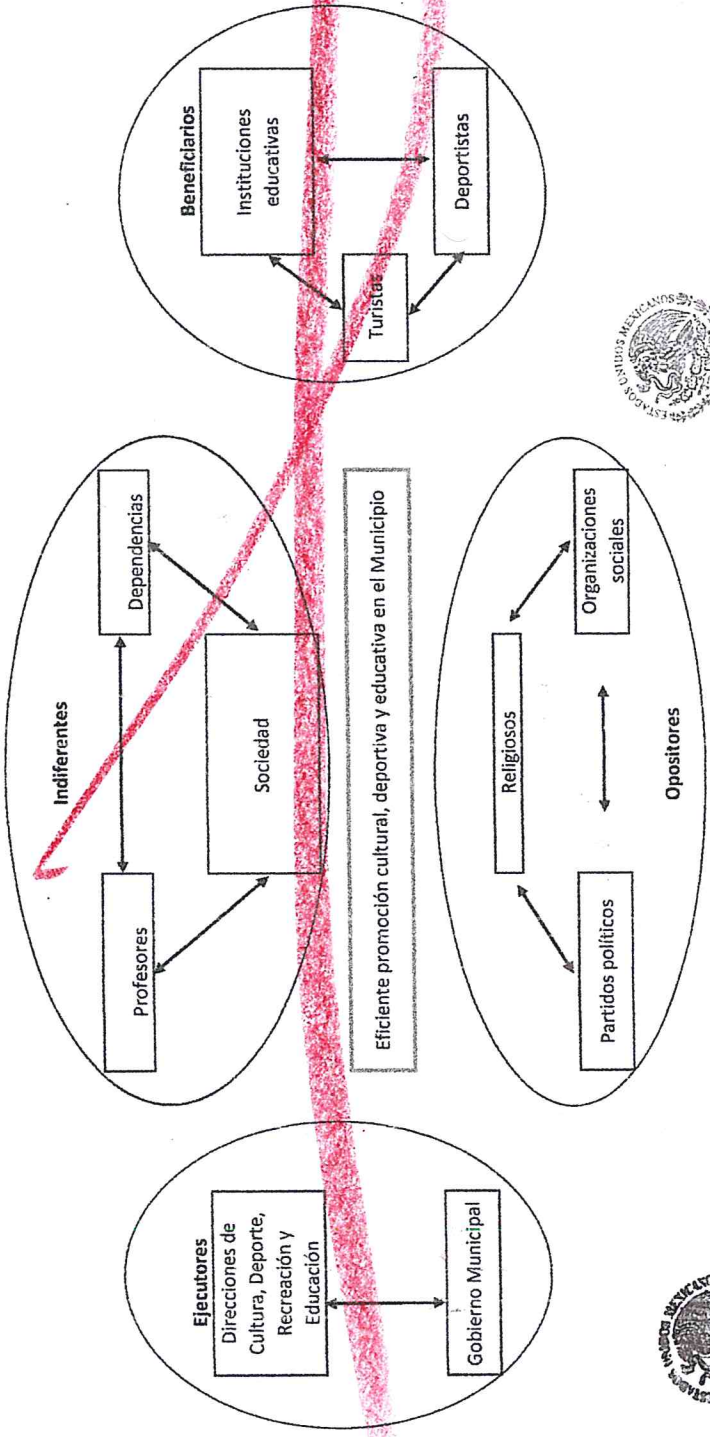 Ejecutores
Direcciones de
Cultura, Deporte,
Recreación y
Educación
Gobierno Municipal
Indiferentes
Profesores
Dependencias
Sociedad
Eficiente promoción cultural, deportiva y educativa en el Municipio
Religiosos
Partidos políticos
Organizaciones
sociales
Opositores
Beneficiarios
Instituciones
educativas
Turistas
Deportistas
ESTADOS UNIDOS MEXICANOS